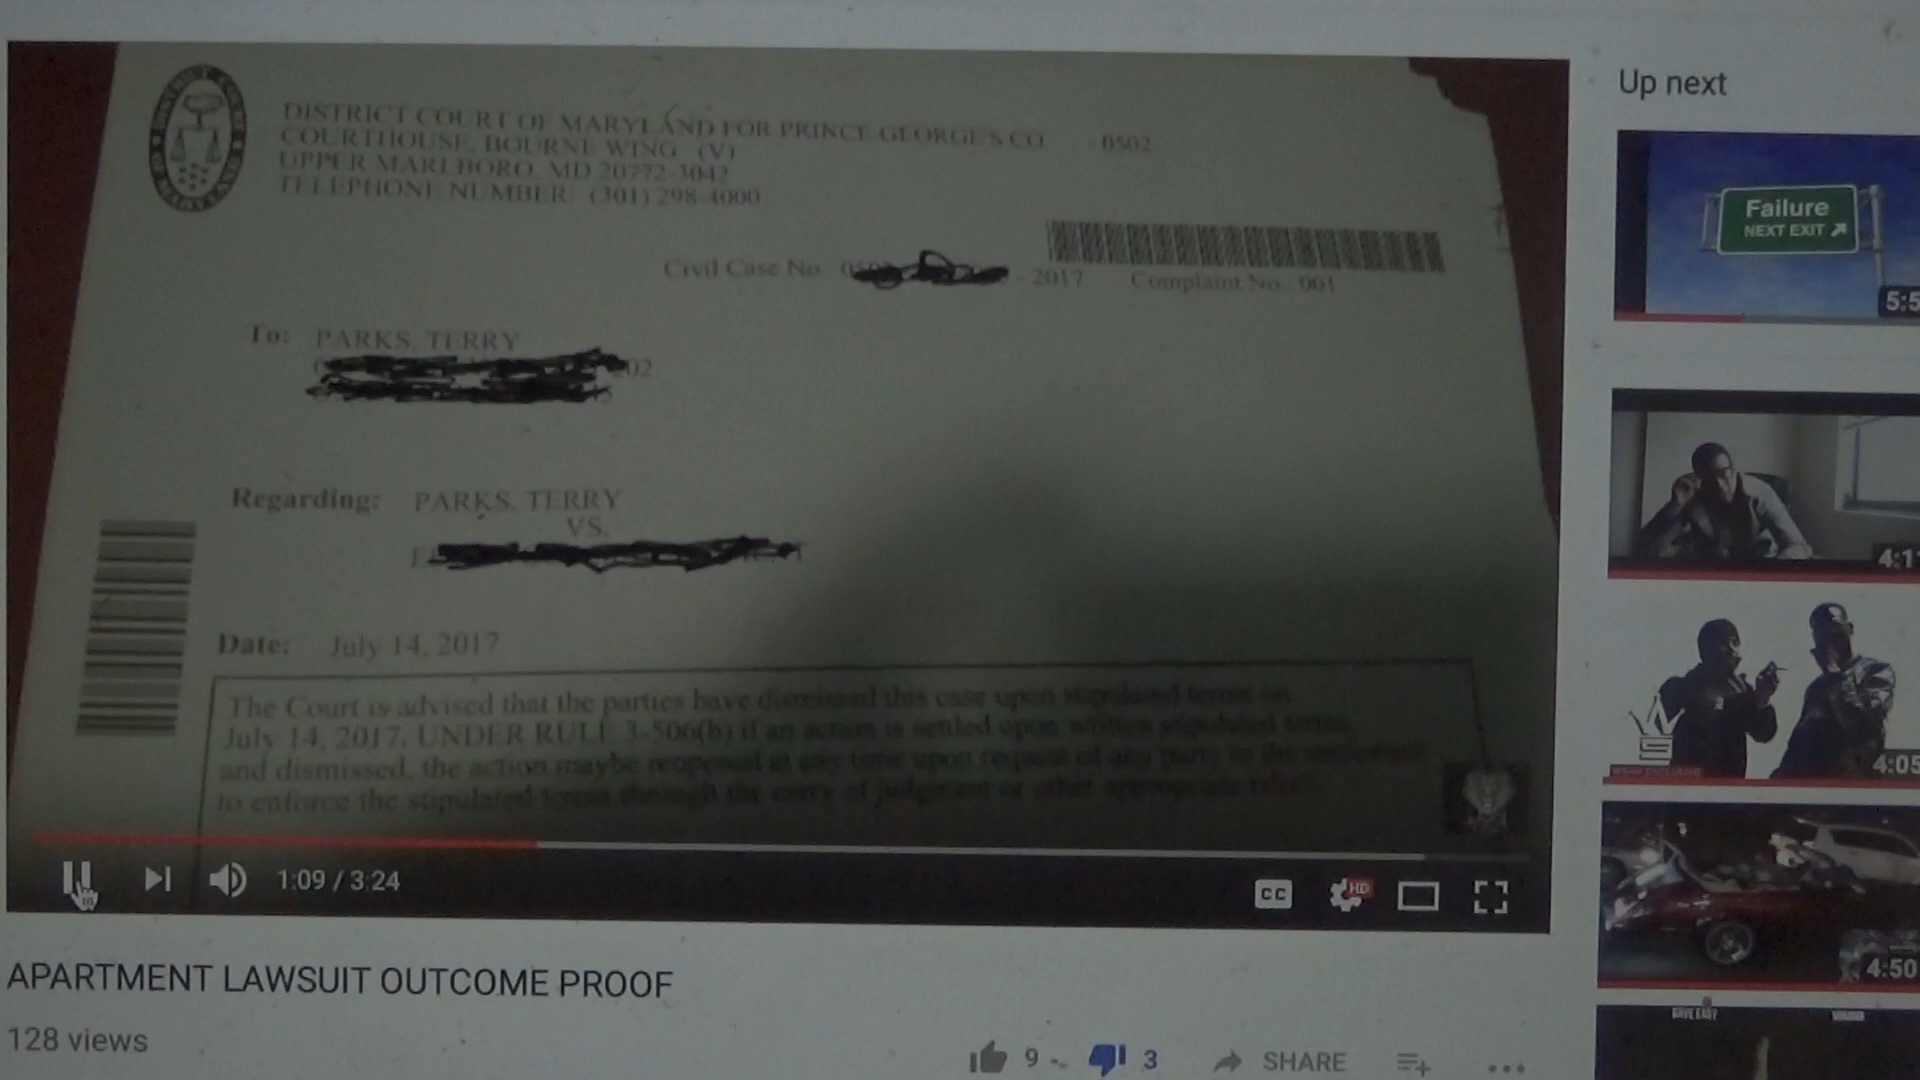 DISTRICT COURT OF MARYLAND FOR PRINCE GEORGE'S CO. 0502
COURTHOUSE, BOURNE WING (V)
UPPER MARLBORO, MD 20772-3042
TELEPHONE NUMBER: (301) 298-4000
Civil Case No. - 2017 Complaint No. 001
To: PARKS, TERRY
02
Regarding: PARKS, TERRY
VS.
Date: July 14, 2017
The Court is advised that the parties have dismissed this case upon stipulated terms on
July 14, 2017. UNDER RULE 3-506(b) if an action is settled upon written stipulated terms
and dismissed, the action maybe reopened at any time upon request of any party to the settlement
to enforce the stipulated terms through the entry of judgment or other appropriate relief.
1:09 / 3:24
CC
HD
APARTMENT LAWSUIT OUTCOME PROOF
128 views
9
3
SHARE
Up next
Failure
NEXT EXIT
5:5
4:1
4:05
4:50